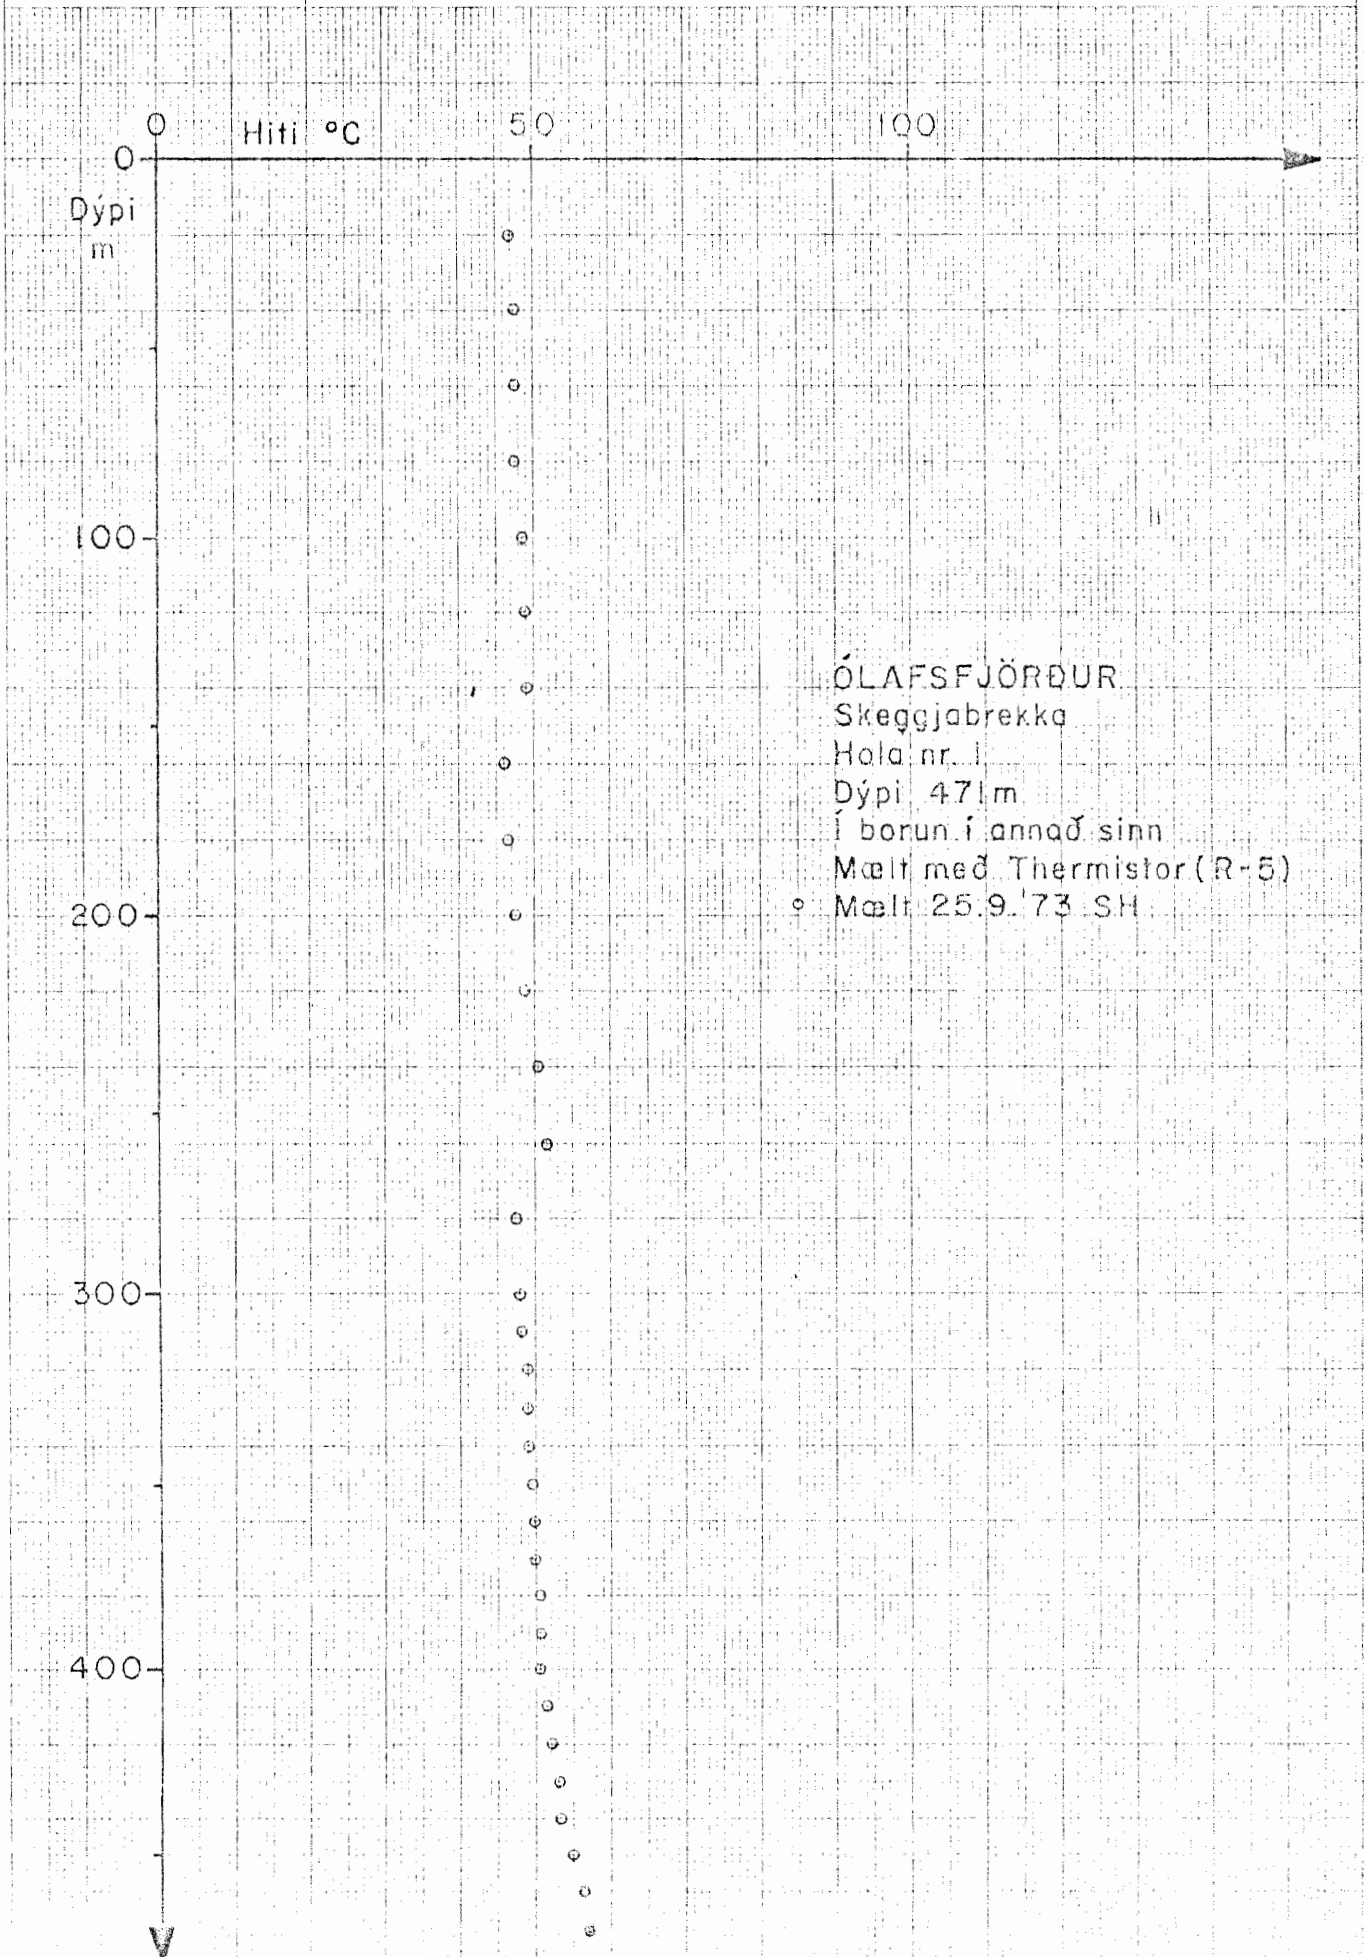 0 Hiti °C 50 100
0
Dýpi
m
100
ÓLAFSFJÖRÐUR
Skeggjabrekka
Hola nr. 1
Dýpi 471m
Í borun í annað sinn
Mælt með Thermistor (R-5)
Mælt 25.9.'73 SH
200
300
400